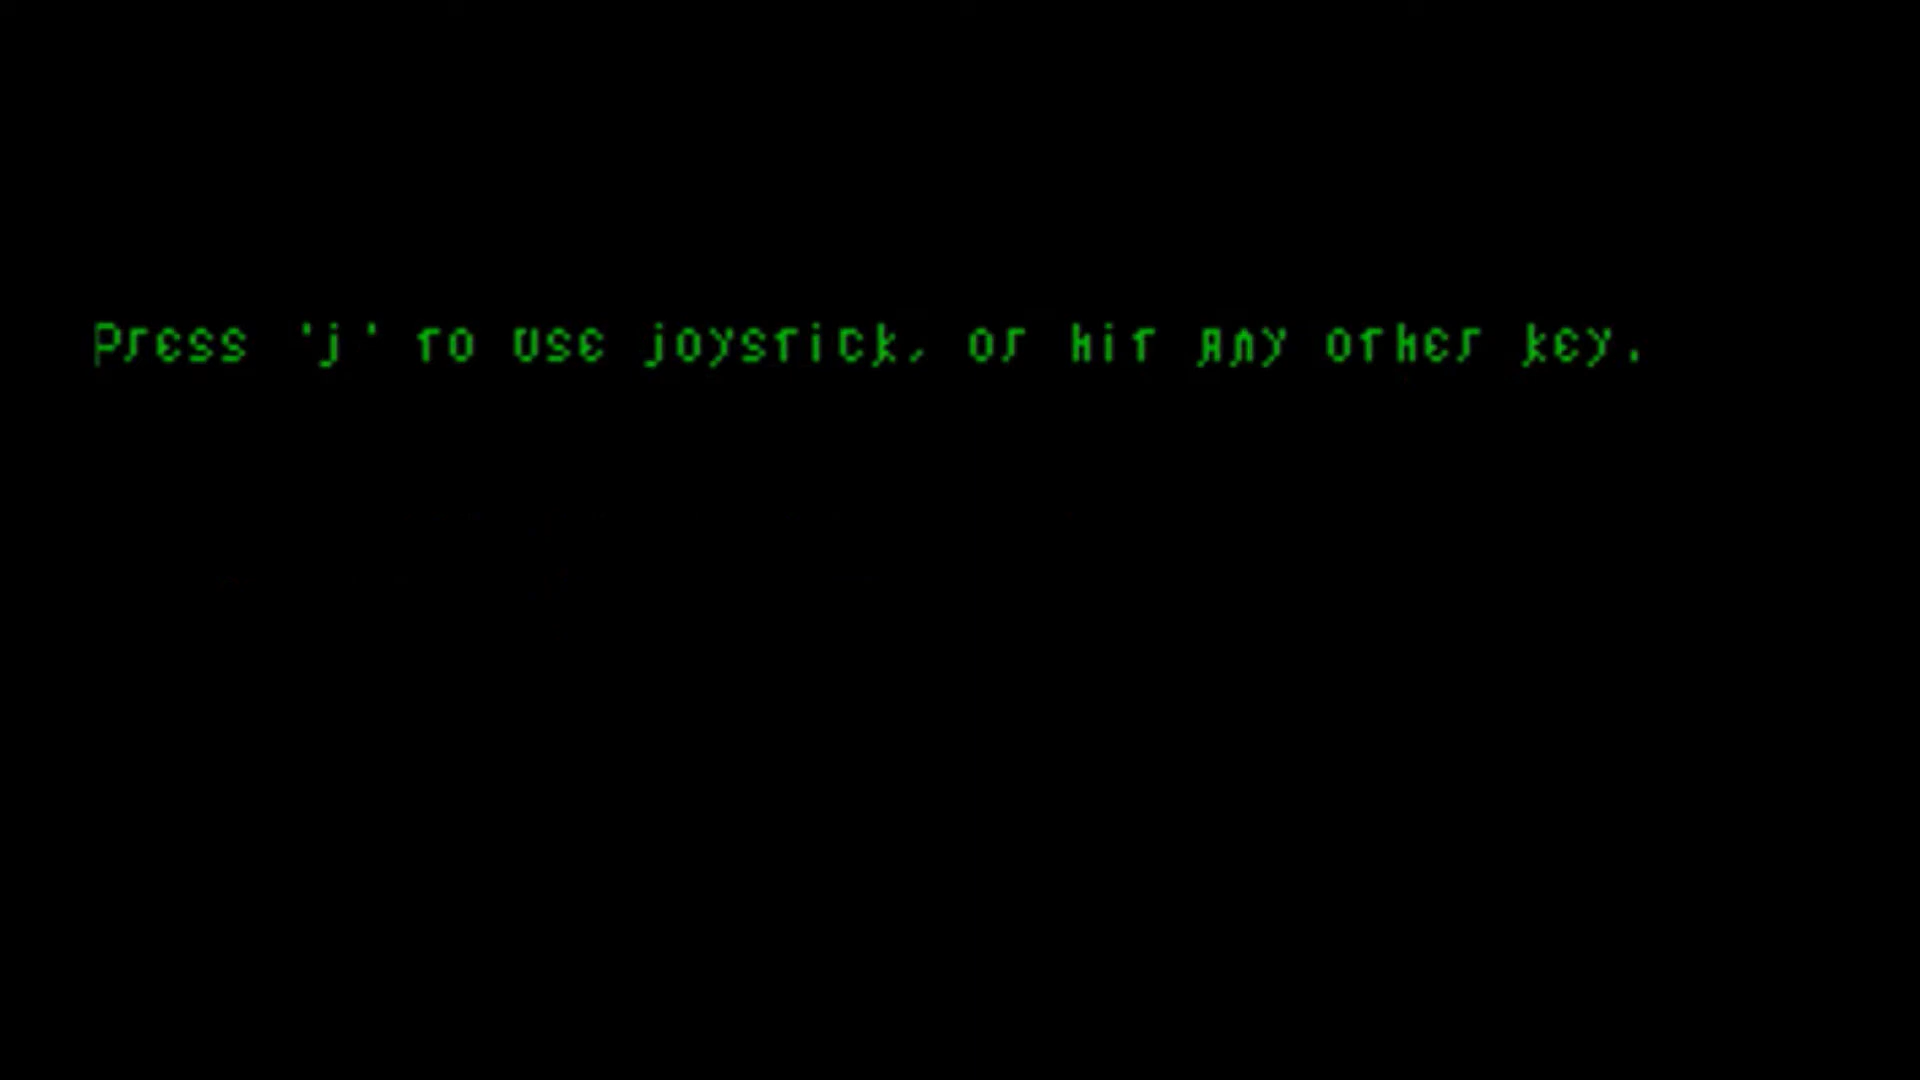 Press 'j' to use joystick, or hit any other key.